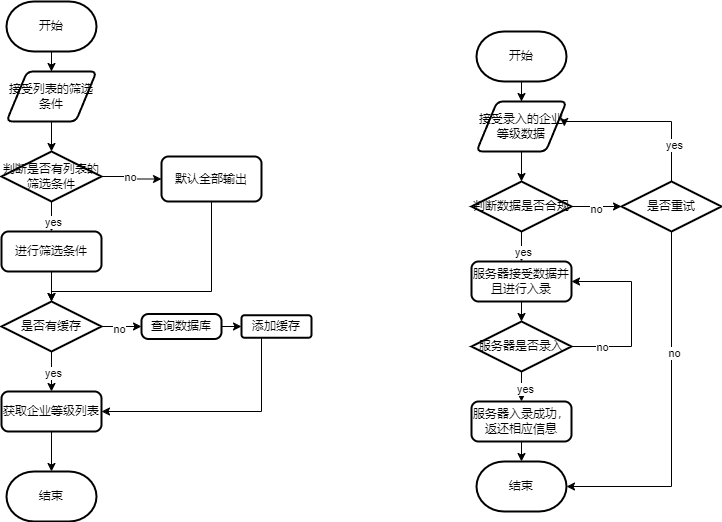 开始
接受列表的筛选
条件
判断是否有列表的
筛选条件
no
默认全部输出
yes
进行筛选条件
是否有缓存
no
查询数据库
添加缓存
yes
获取企业等级列表
结束
开始
接受录入的企业
等级数据
yes
判断数据是否合规
no
是否重试
yes
服务器接受数据并
且进行入录
服务器是否录入
no
no
yes
服务器入录成功，
返还相应信息
结束